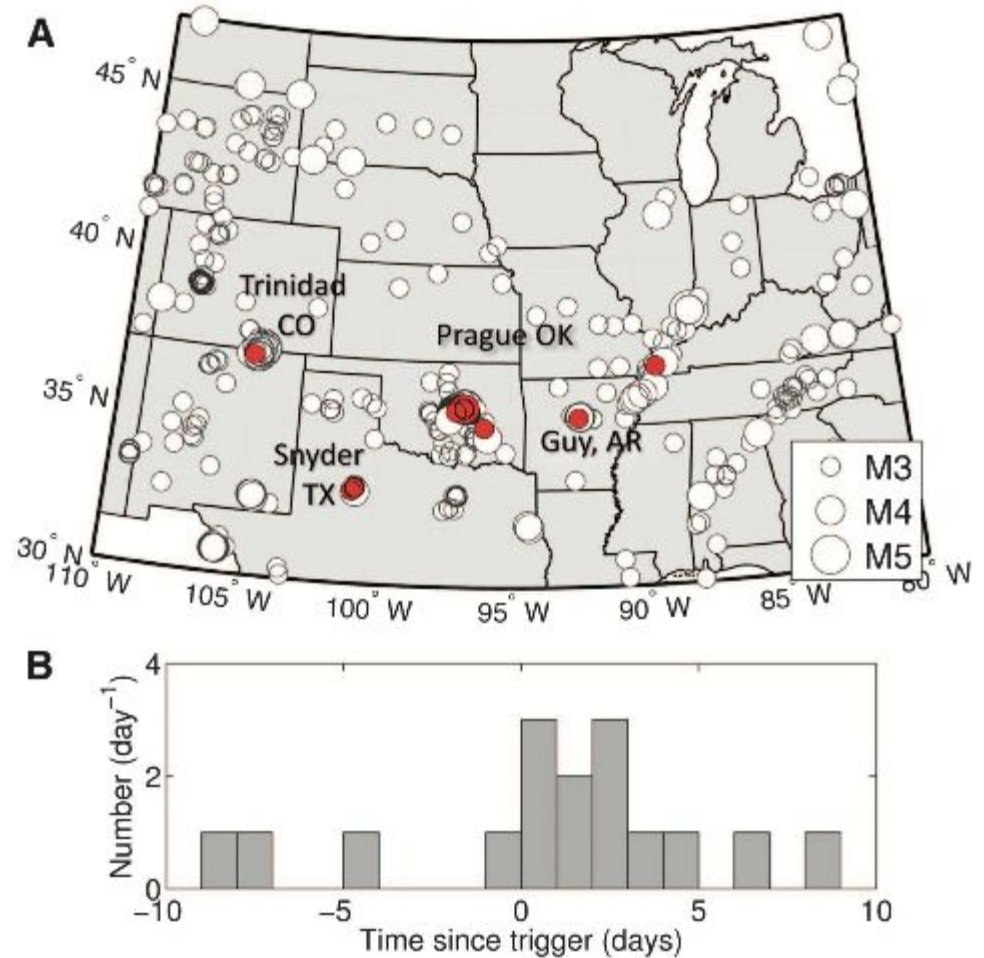 A
45° N
40° N
35° N
30° N
110° W
105° W
100° W
95° W
90° W
85° W
80° W
Trinidad
CO
Prague OK
Snyder
TX
Guy, AR
M3
M4
M5
B
Number (day⁻¹)
4
2
0
−10
−5
0
5
10
Time since trigger (days)